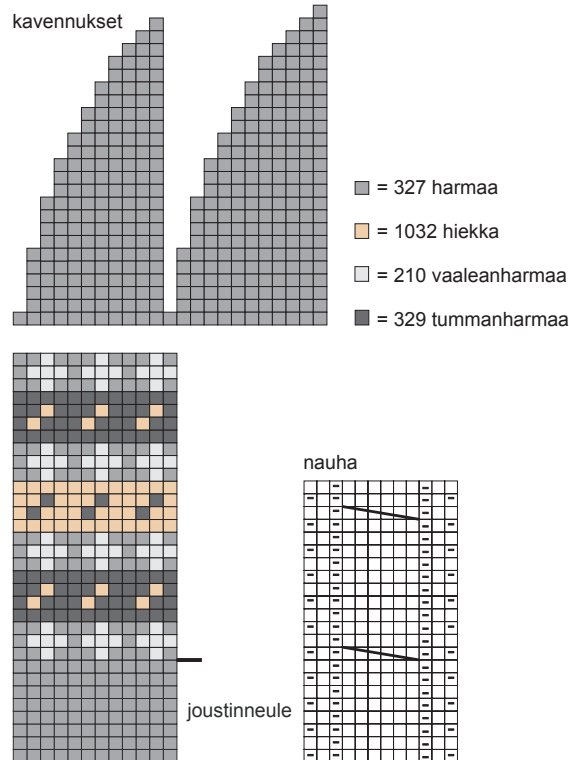 kavennukset
= 327 harmaa
= 1032 hiekka
= 210 vaaleanharmaa
= 329 tummanharmaa
nauha
joustinneule